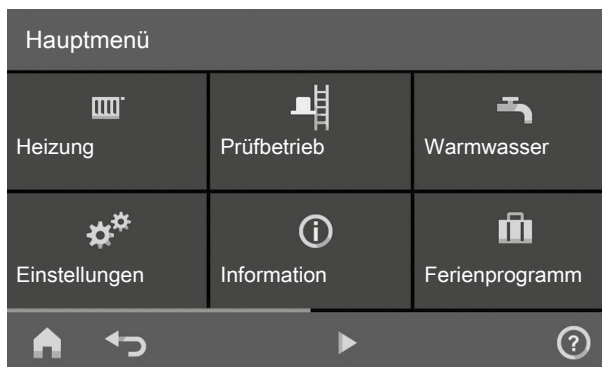 Hauptmenü
Heizung
Prüfbetrieb
Warmwasser
Einstellungen
Information
Ferienprogramm